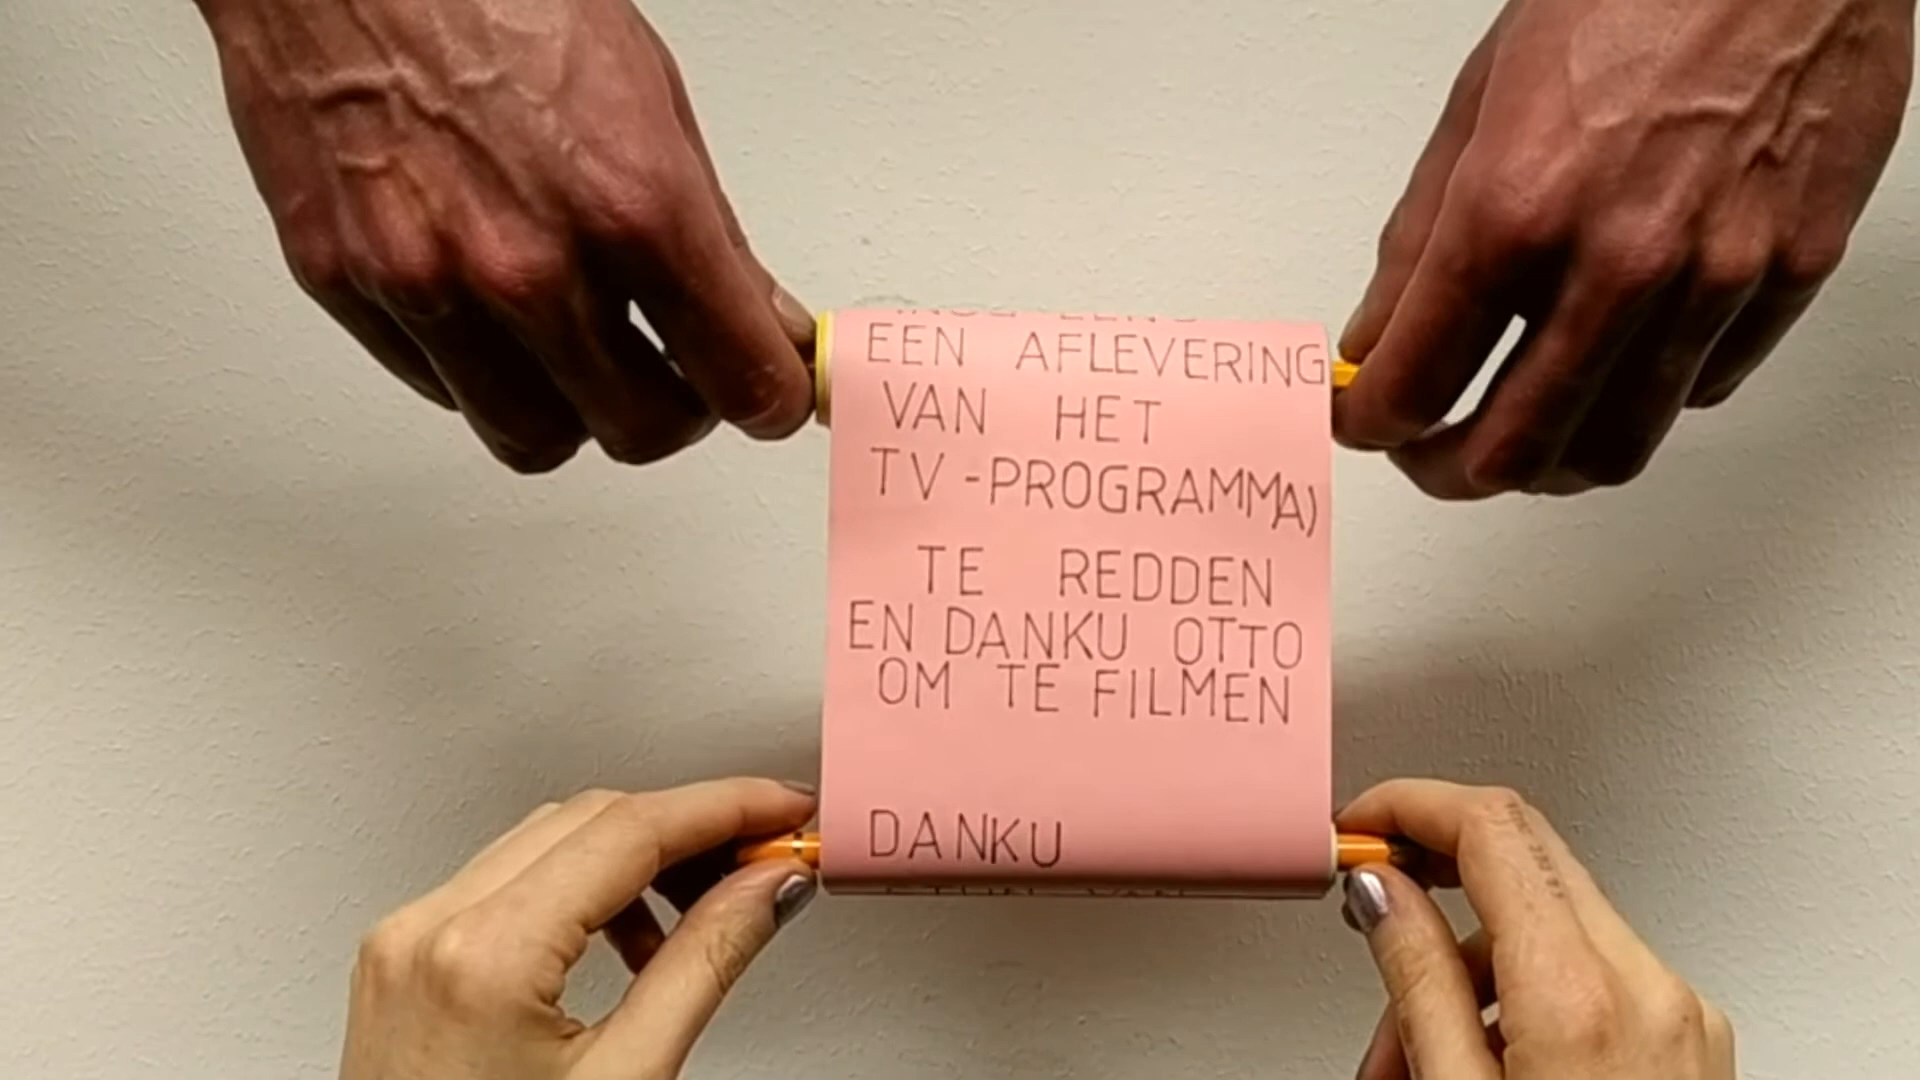 EEN AFLEVERING
VAN HET
TV-PROGRAMMA)
TE REDDEN
EN DANKU OTTO
OM TE FILMEN
DANKU